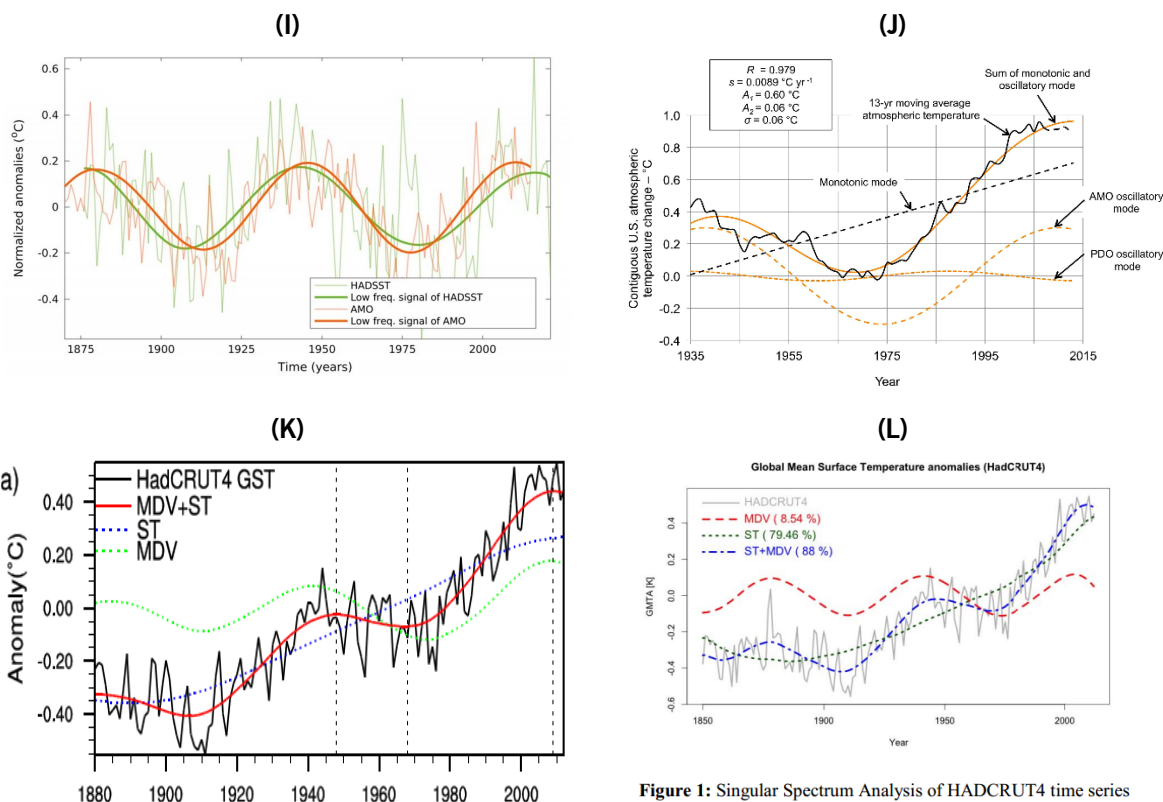 (I)
0.6
0.4
0.2
0
-0.2
-0.4
Normalized anomalies (°C)
HADSST
Low freq. signal of HADSST
AMO
Low freq. signal of AMO
1875 1900 1925 1950 1975 2000
Time (years)
(J)
R = 0.979
s = 0.0089 °C yr⁻¹
A₁ = 0.60 °C
A₂ = 0.06 °C
σ = 0.06 °C
Sum of monotonic and
oscillatory mode
13-yr moving average
atmospheric temperature
Monotonic mode
AMO oscillatory
mode
PDO oscillatory
mode
1.0
0.8
0.6
0.4
0.2
0.0
-0.2
-0.4
Contiguous U.S. atmospheric
temperature change – °C
1935 1955 1975 1995 2015
Year
(K)
a)
HadCRUT4 GST
MDV+ST
ST
MDV
0.40
0.20
0.00
-0.20
-0.40
Anomaly(°C)
1880 1900 1920 1940 1960 1980 2000
(L)
Global Mean Surface Temperature anomalies (HadCRUT4)
HADCRUT4
MDV ( 8.54 %)
ST ( 79.46 %)
ST+MDV ( 88 %)
0.4
0.2
0.0
-0.2
-0.4
-0.6
GMTA [K]
1850 1900 1950 2000
Year
Figure 1: Singular Spectrum Analysis of HADCRUT4 time series